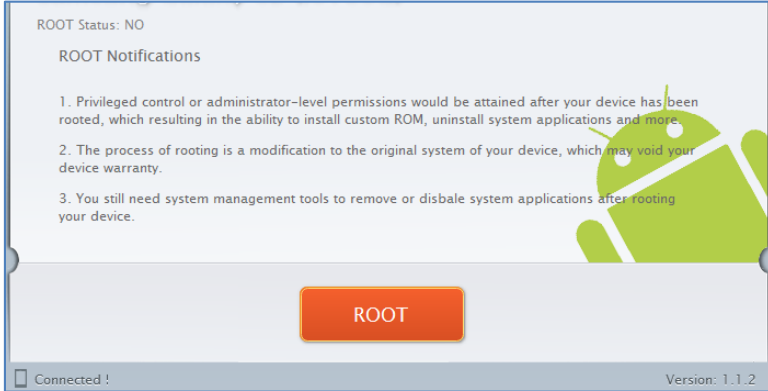 ROOT Status: NO
ROOT Notifications
1. Privileged control or administrator-level permissions would be attained after your device has been
rooted, which resulting in the ability to install custom ROM, uninstall system applications and more.
2. The process of rooting is a modification to the original system of your device, which may void your
device warranty.
3. You still need system management tools to remove or disbale system applications after rooting
your device.
ROOT
Connected !
Version: 1.1.2